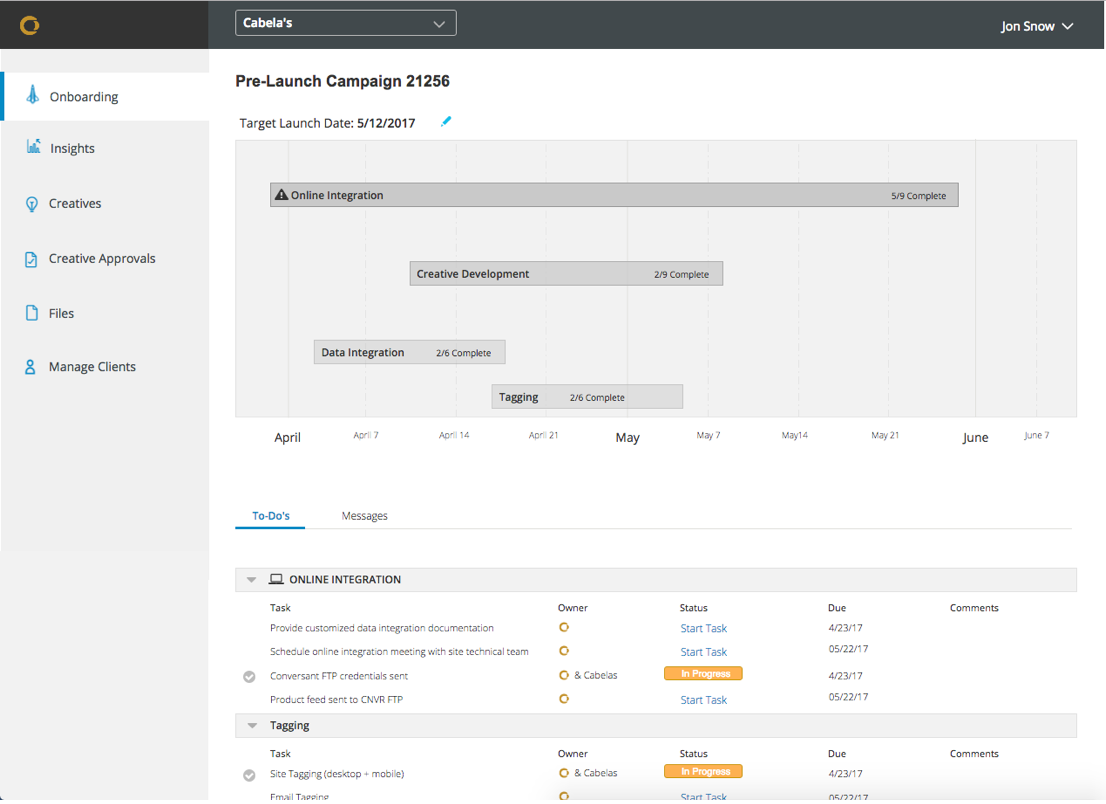 Cabela's
Jon Snow
Onboarding
Insights
Creatives
Creative Approvals
Files
Manage Clients
Pre-Launch Campaign 21256
Target Launch Date: 5/12/2017
Online Integration 5/9 Complete
Creative Development 2/9 Complete
Data Integration 2/6 Complete
Tagging 2/6 Complete
April April 7 April 14 April 21 May May 7 May14 May 21 June June 7
To-Do's Messages
ONLINE INTEGRATION
Task Owner Status Due Comments
Provide customized data integration documentation Start Task 4/23/17
Schedule online integration meeting with site technical team Start Task 05/22/17
Conversant FTP credentials sent & Cabelas In Progress 4/23/17
Product feed sent to CNVR FTP Start Task 05/22/17
Tagging
Task Owner Status Due Comments
Site Tagging (desktop + mobile) & Cabelas In Progress 4/23/17
Email Tagging Start Task 05/22/17